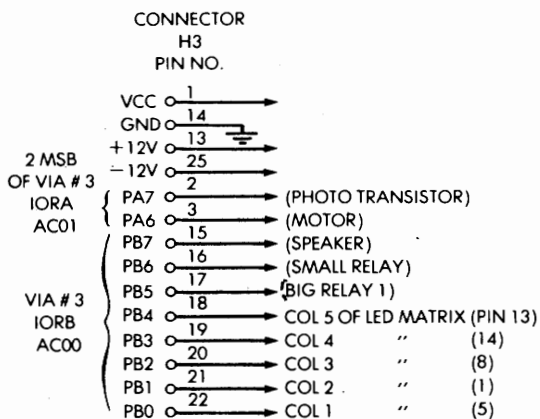 CONNECTOR
H3
PIN NO.
VCC 1
GND 14
+12V 13
−12V 25
2 MSB
OF VIA # 3
IORA
AC01
PA7 2 (PHOTO TRANSISTOR)
PA6 3 (MOTOR)
PB7 15 (SPEAKER)
PB6 16 (SMALL RELAY)
PB5 17 (BIG RELAY 1)
VIA # 3
IORB
AC00
PB4 18 COL 5 OF LED MATRIX (PIN 13)
PB3 19 COL 4 " (14)
PB2 20 COL 3 " (8)
PB1 21 COL 2 " (1)
PB0 22 COL 1 " (5)